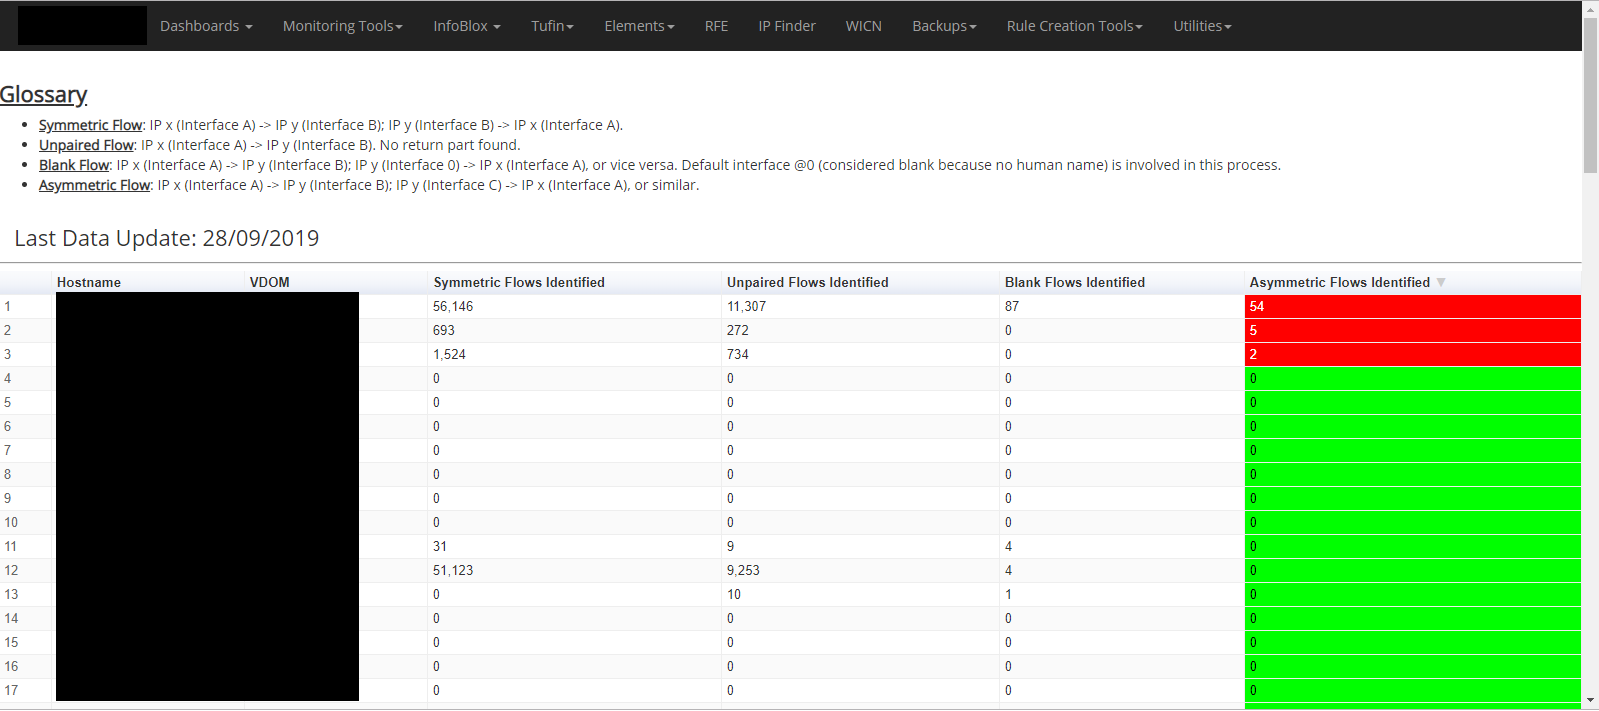 Dashboards Monitoring Tools InfoBlox Tufin Elements RFE IP Finder WICN Backups Rule Creation Tools Utilities
Glossary
Symmetric Flow: IP x (Interface A) -> IP y (Interface B); IP y (Interface B) -> IP x (Interface A).
Unpaired Flow: IP x (Interface A) -> IP y (Interface B). No return part found.
Blank Flow: IP x (Interface A) -> IP y (Interface B); IP y (Interface 0) -> IP x (Interface A), or vice versa. Default interface @0 (considered blank because no human name) is involved in this process.
Asymmetric Flow: IP x (Interface A) -> IP y (Interface B); IP y (Interface C) -> IP x (Interface A), or similar.
Last Data Update: 28/09/2019
Hostname VDOM Symmetric Flows Identified Unpaired Flows Identified Blank Flows Identified Asymmetric Flows Identified
1 56,146 11,307 87 54
2 693 272 0 5
3 1,524 734 0 2
4 0 0 0 0
5 0 0 0 0
6 0 0 0 0
7 0 0 0 0
8 0 0 0 0
9 0 0 0 0
10 0 0 0 0
11 31 9 4 0
12 51,123 9,253 4 0
13 0 10 1 0
14 0 0 0 0
15 0 0 0 0
16 0 0 0 0
17 0 0 0 0